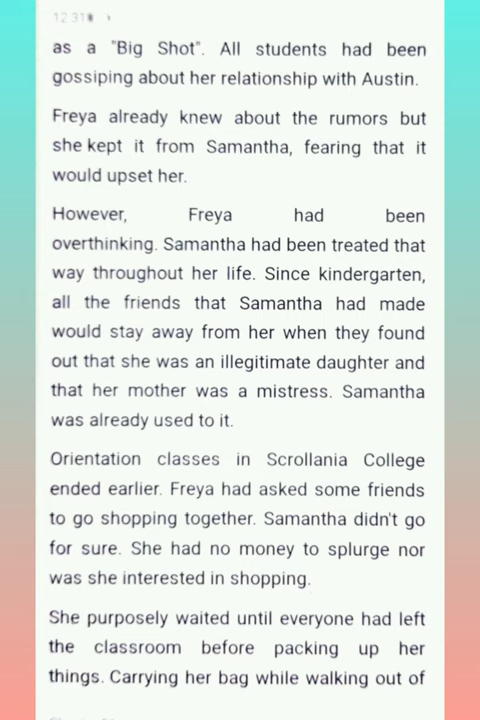 as a "Big Shot". All students had been
gossiping about her relationship with Austin.
Freya already knew about the rumors but
she kept it from Samantha, fearing that it
would upset her.
However, Freya had been
overthinking. Samantha had been treated that
way throughout her life. Since kindergarten,
all the friends that Samantha had made
would stay away from her when they found
out that she was an illegitimate daughter and
that her mother was a mistress. Samantha
was already used to it.
Orientation classes in Scrollania College
ended earlier. Freya had asked some friends
to go shopping together. Samantha didn't go
for sure. She had no money to splurge nor
was she interested in shopping.
She purposely waited until everyone had left
the classroom before packing up her
things. Carrying her bag while walking out of